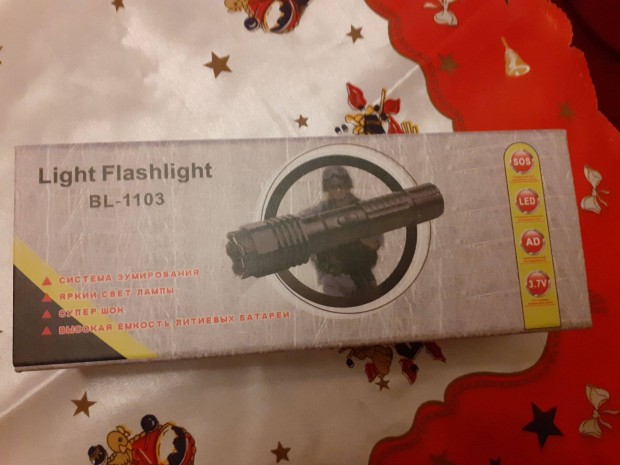 Light Flashlight
BL-1103
СИСТЕМА ЗУМИРОВАНИЯ
ЯРКИЙ СВЕТ ЛАМПЫ
СУПЕР ШОК
ВЫСОКАЯ ЕМКОСТЬ ЛИТИЕВЫХ БАТАРЕЙ
SOS
LED
AD
3.7V